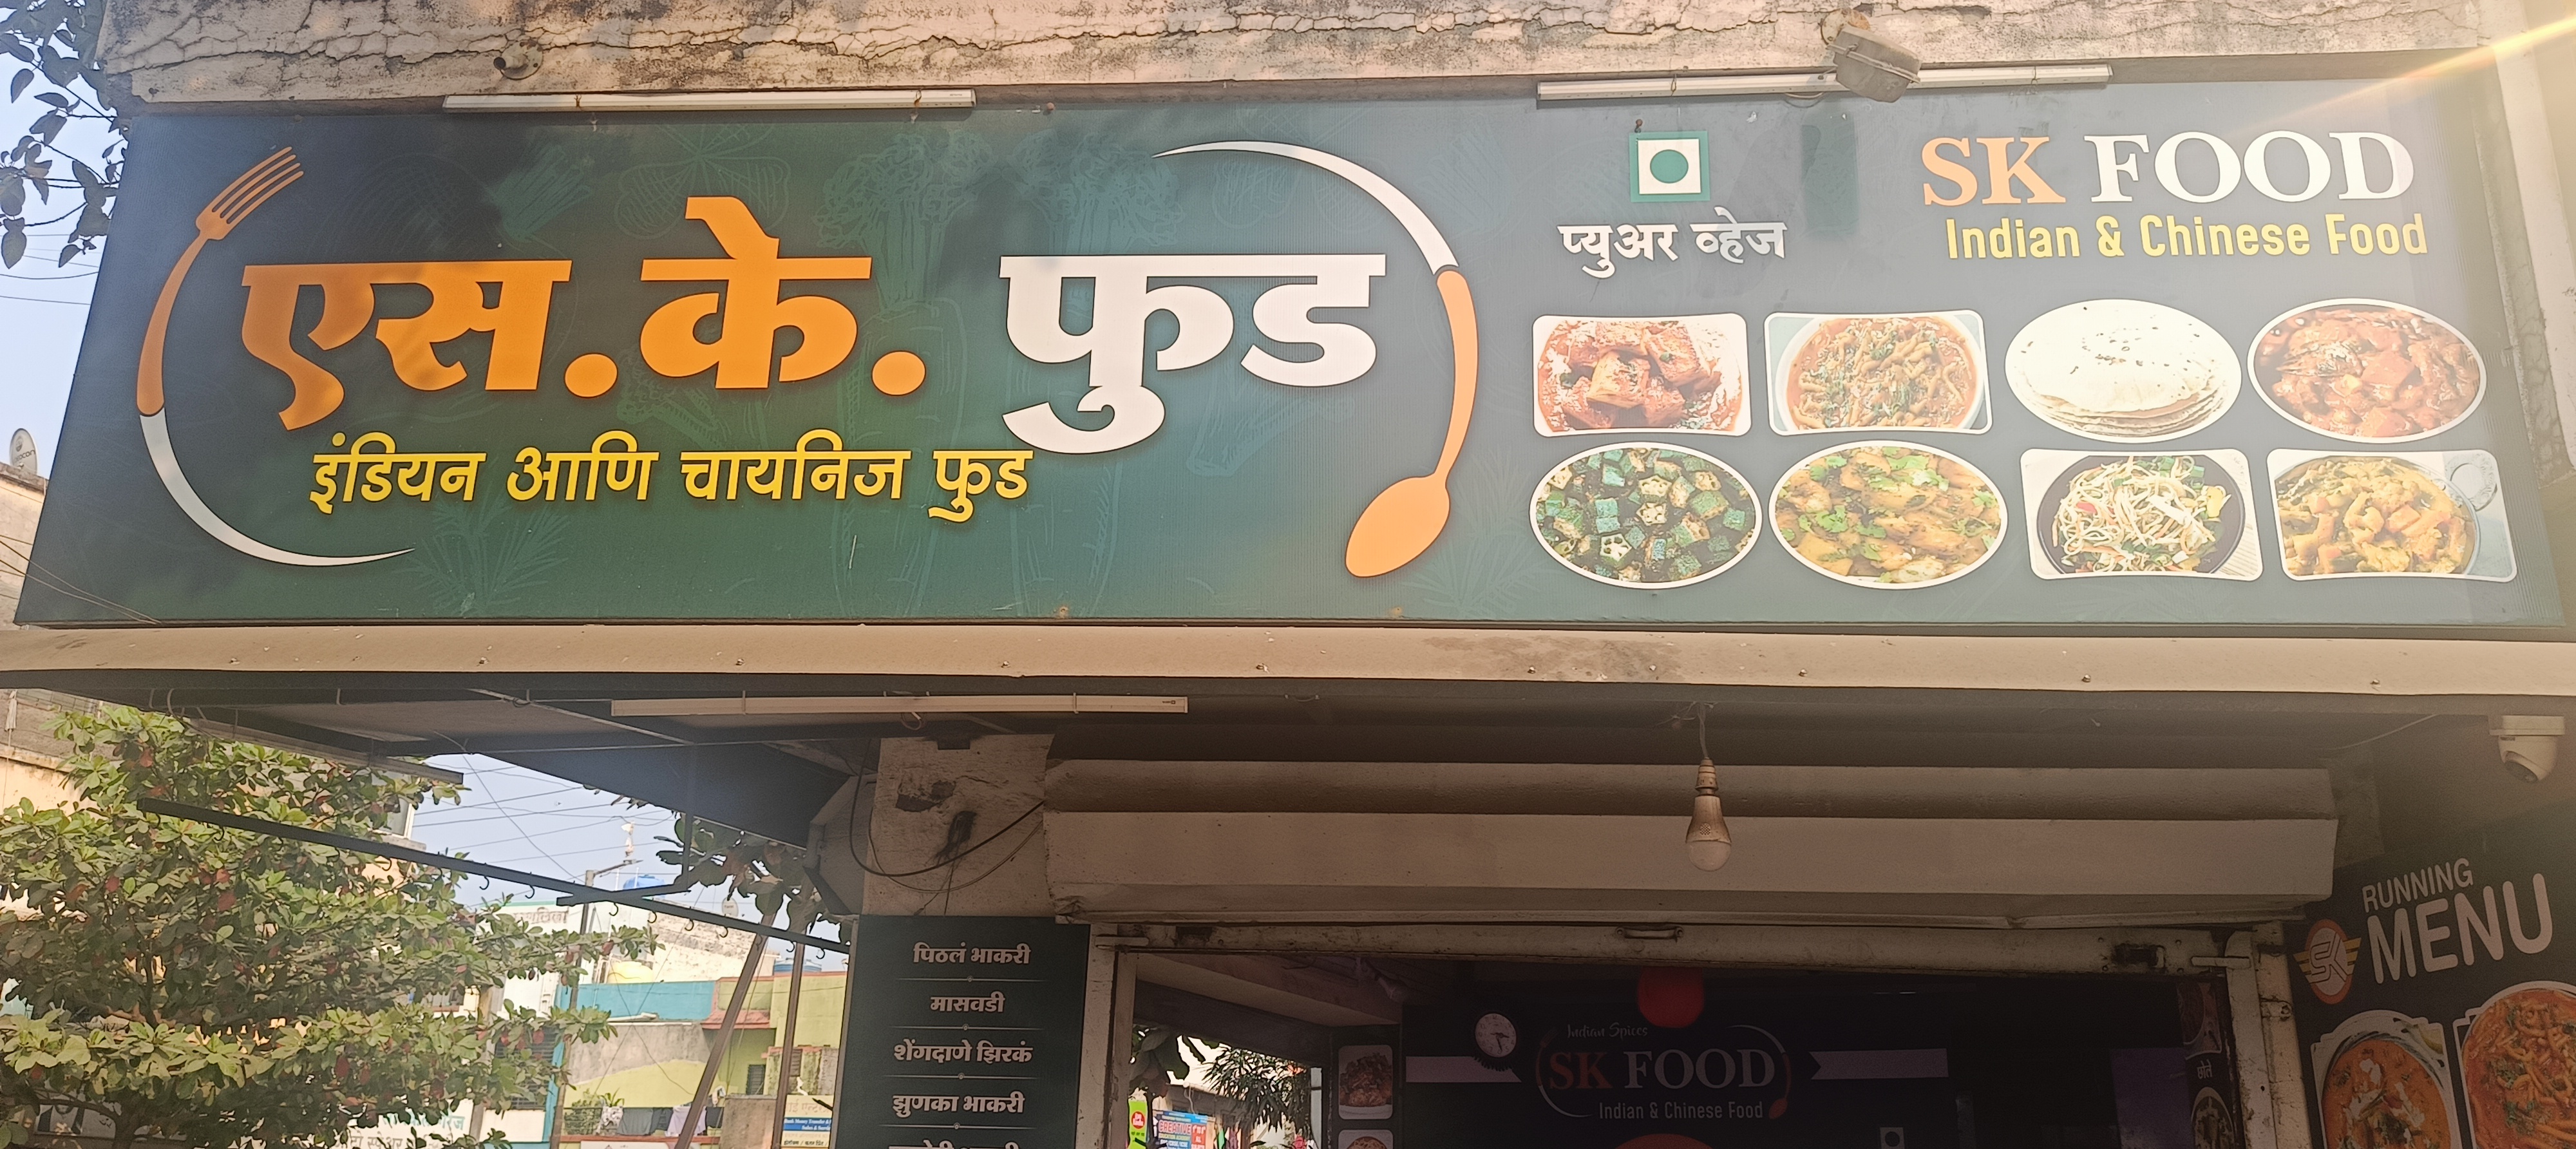 एस.के. फुड
इंडियन आणि चायनिज फुड
प्युअर व्हेज
SK FOOD
Indian & Chinese Food
पिठलं भाकरी
मासवडी
शेंगदाणे झिरकं
झुणका भाकरी
Indian Spices
SK FOOD
Indian & Chinese Food
RUNNING
MENU
SK